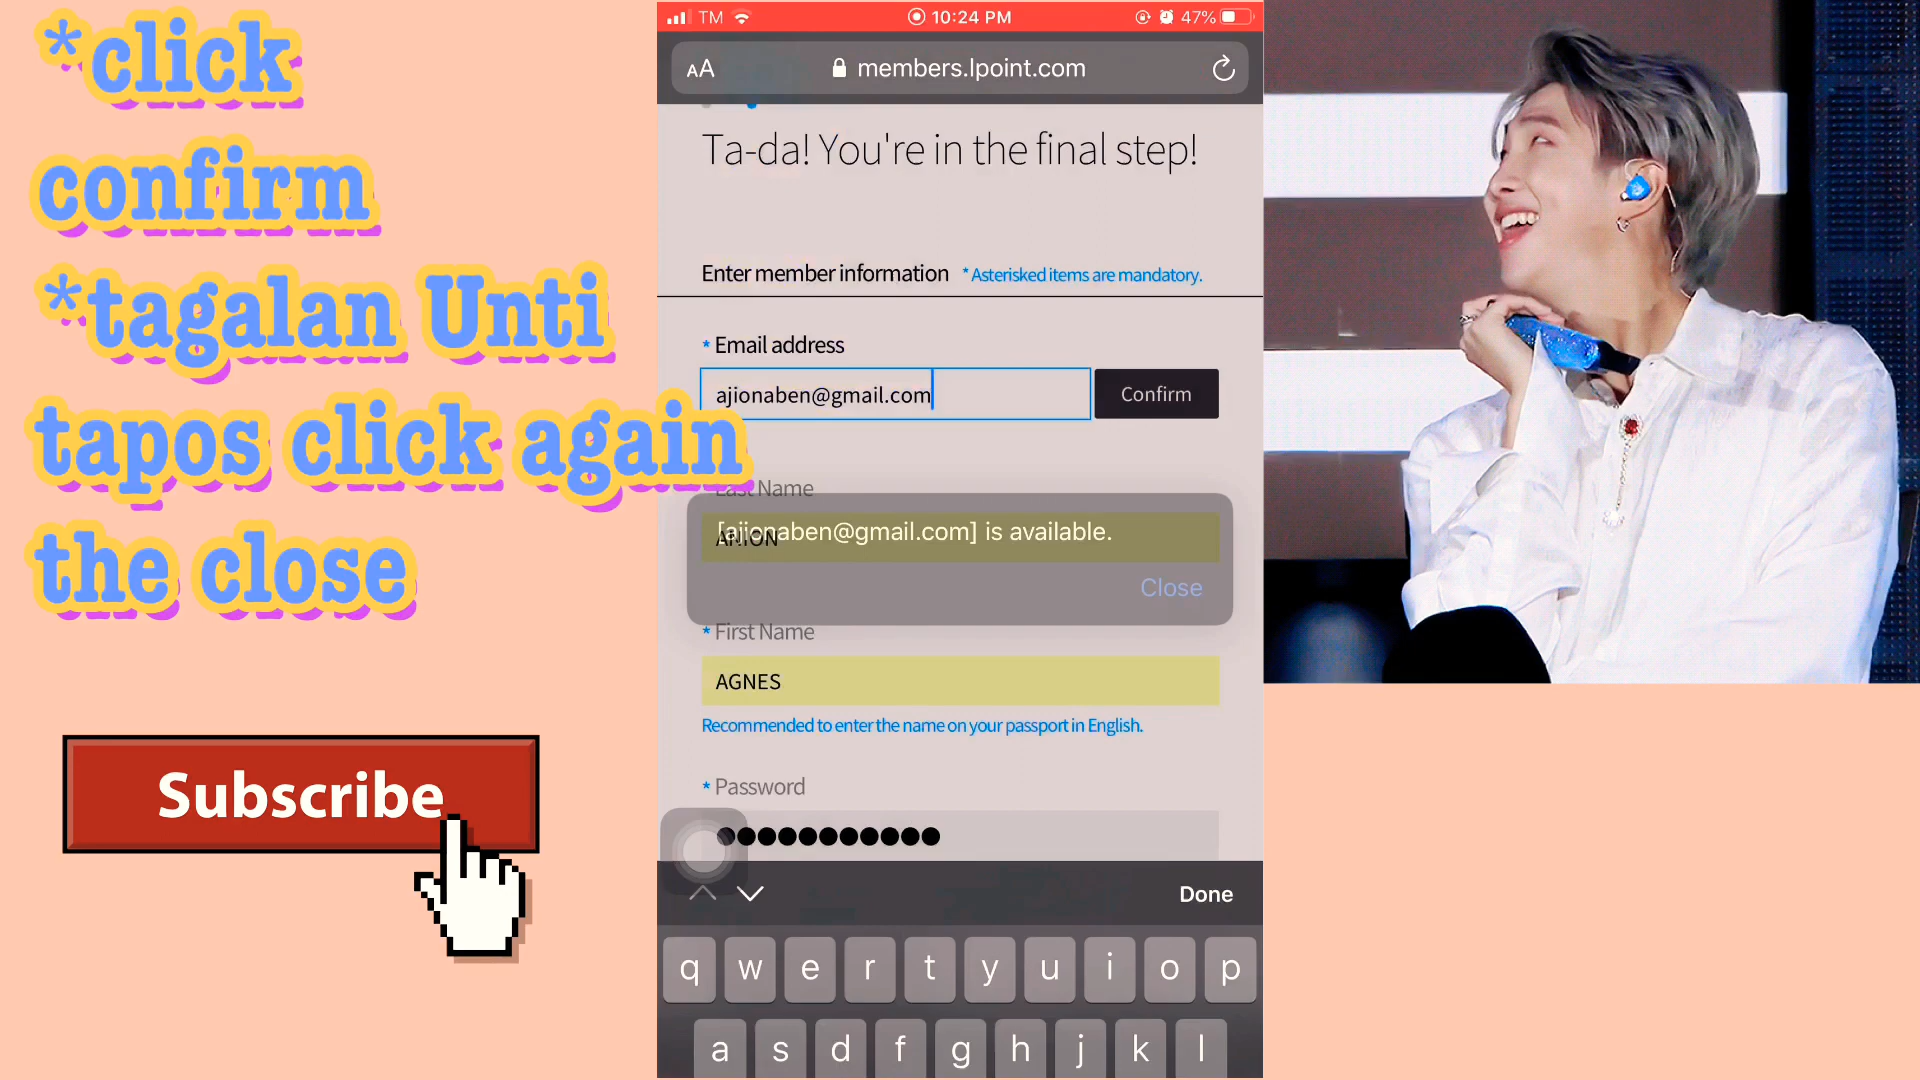 *click
confirm
*tagalan Unti
tapos click again
the close
Subscribe
TM
10:24 PM
47%
AA
members.lpoint.com
Ta-da! You're in the final step!
Enter member information
* Asterisked items are mandatory.
* Email address
ajionaben@gmail.com
Confirm
Last Name
[ajionaben@gmail.com] is available.
Close
* First Name
AGNES
Recommended to enter the name on your passport in English.
* Password
Done
q w e r t y u i o p
a s d f g h j k l